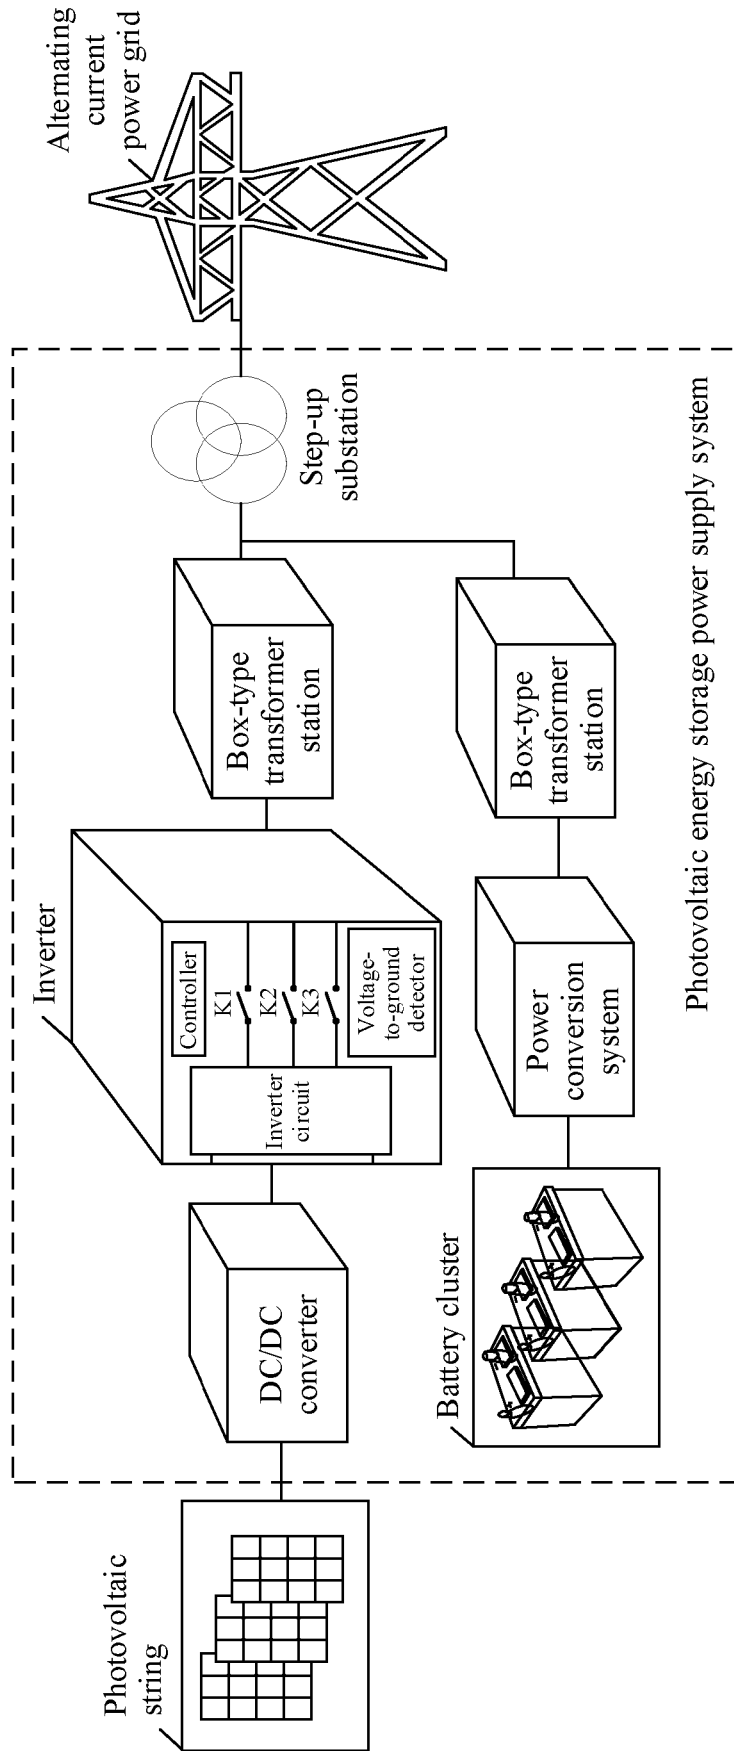 Alternating
current
power grid
Step-up
substation
Box-type
transformer
station
Box-type
transformer
station
Inverter
Controller
K1
K2
K3
Voltage-
to-ground
detector
Inverter
circuit
Power
conversion
system
DC/DC
converter
Battery cluster
Photovoltaic
string
Photovoltaic energy storage power supply system